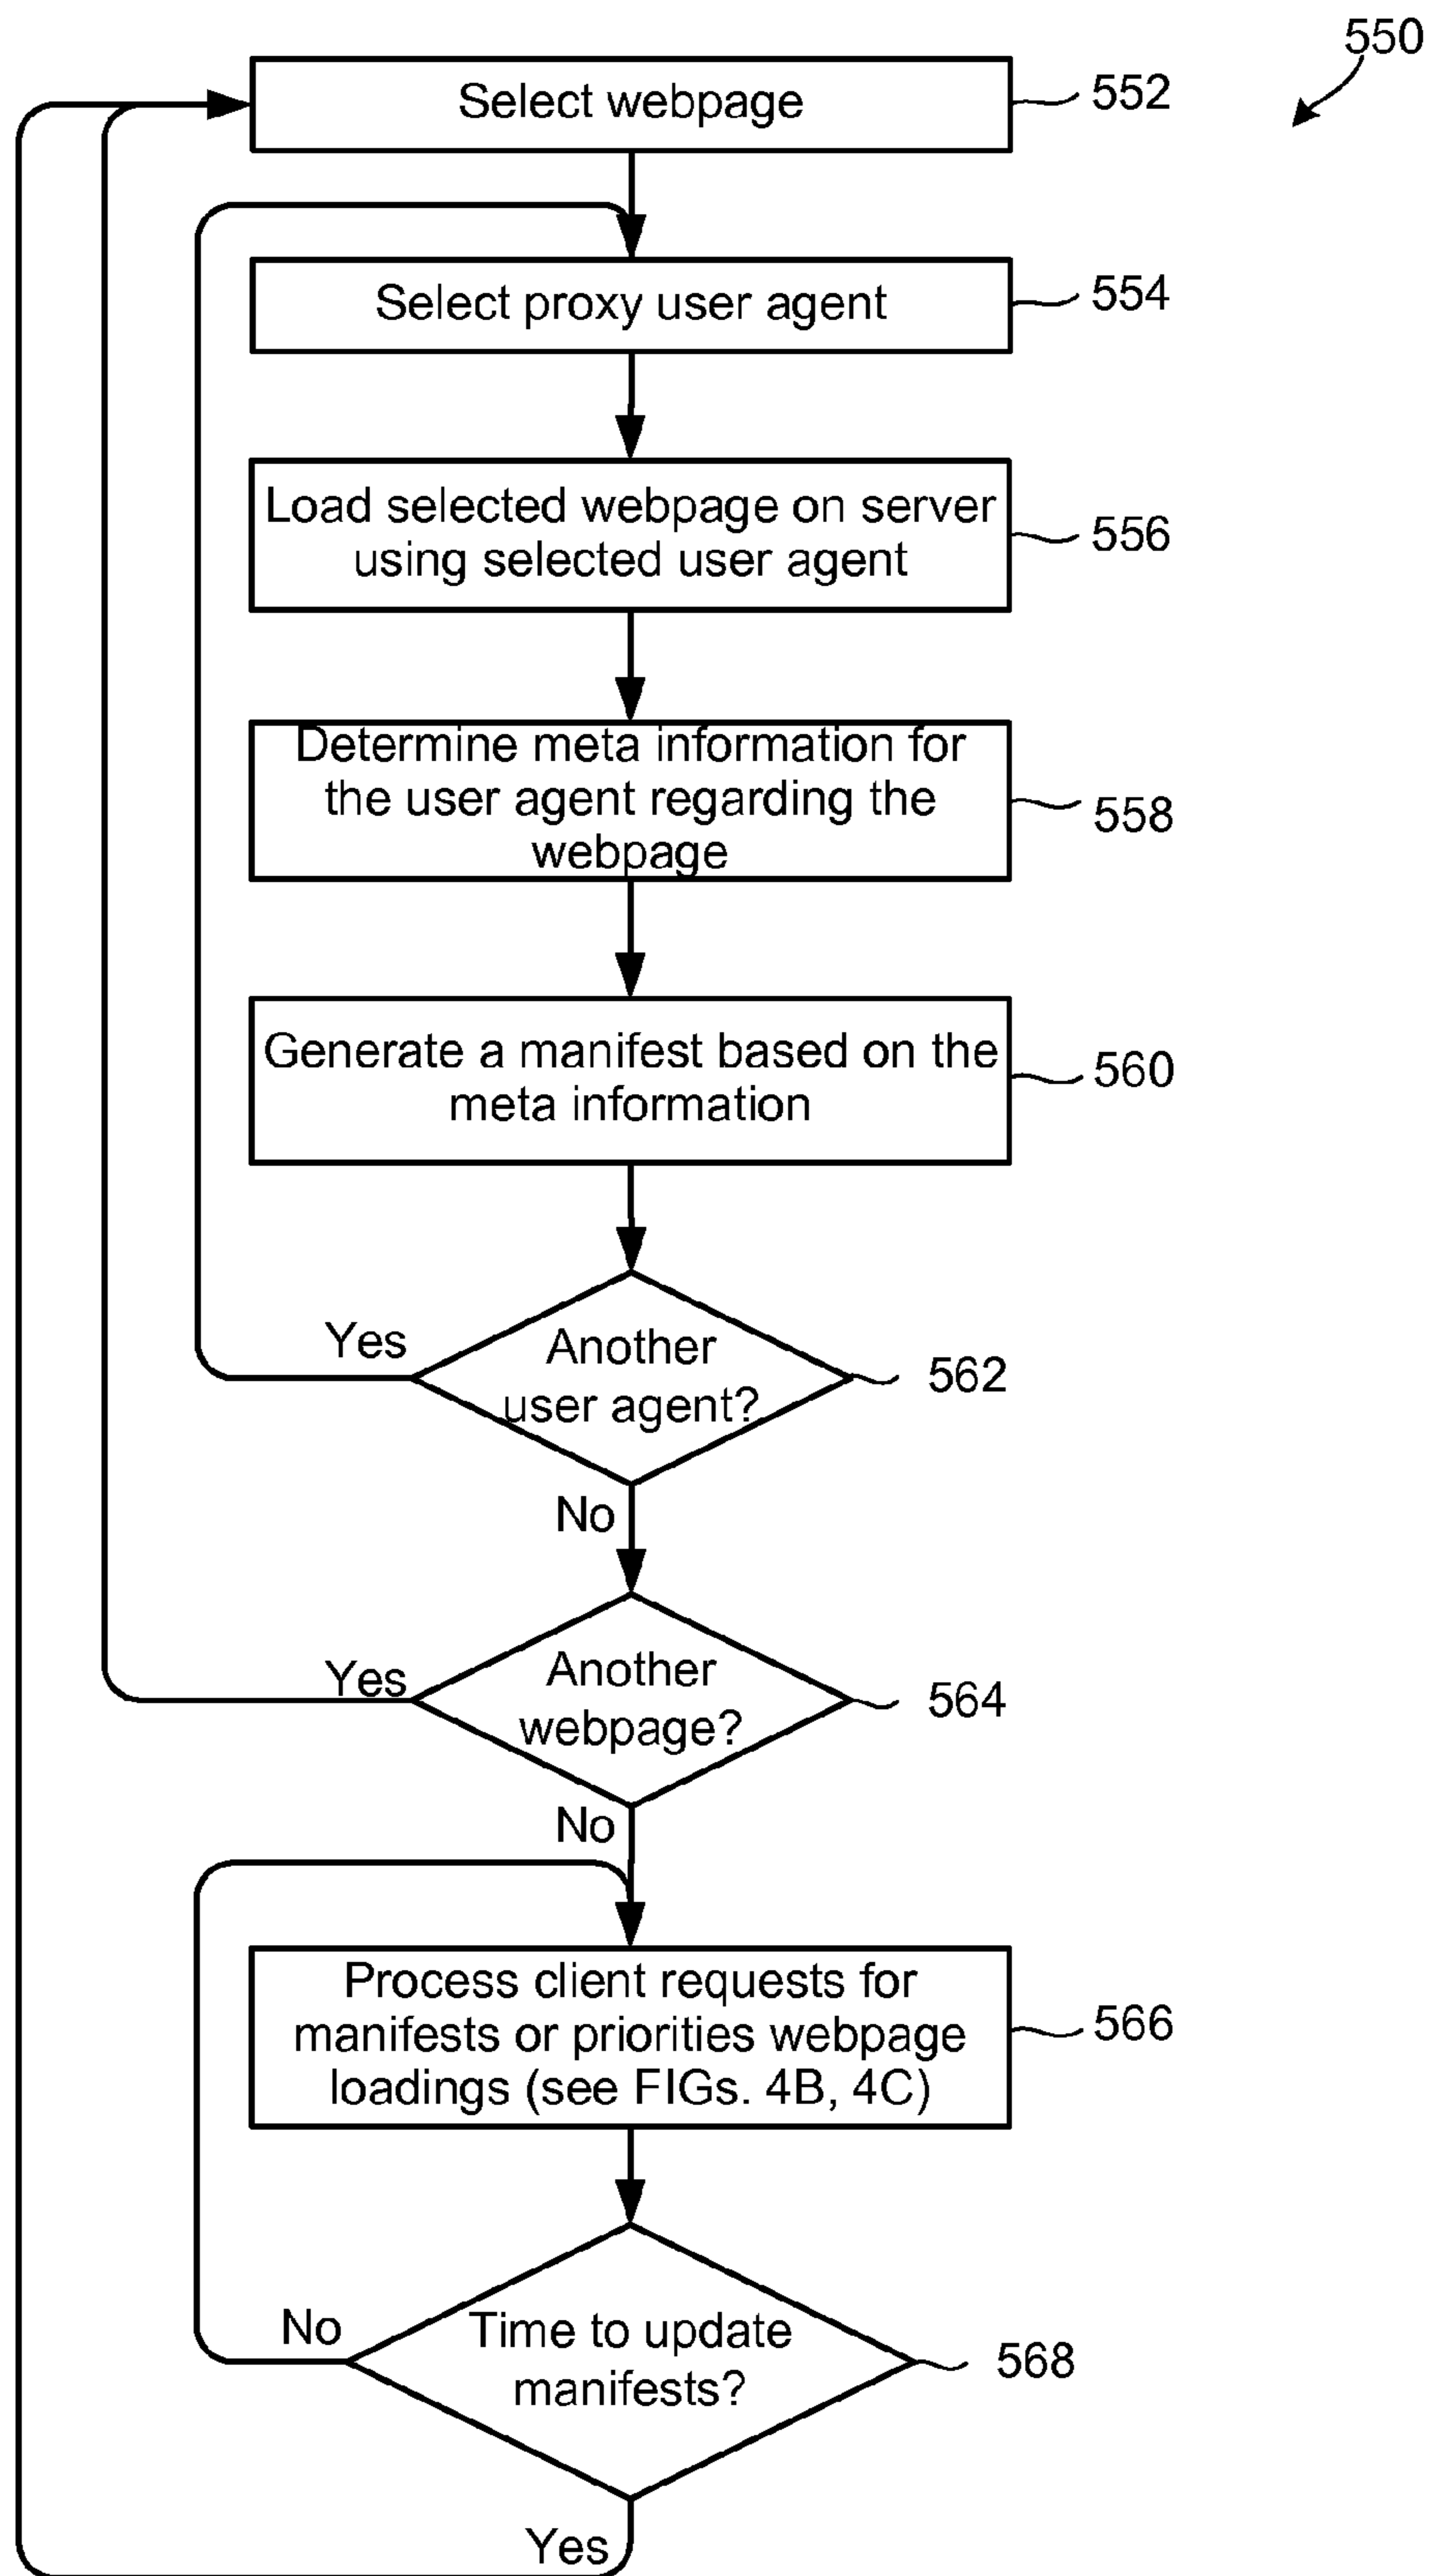 550
Select webpage
552
Select proxy user agent
554
Load selected webpage on server
using selected user agent
556
Determine meta information for
the user agent regarding the
webpage
558
Generate a manifest based on the
meta information
560
Yes
Another
user agent?
562
No
Yes
Another
webpage?
564
No
Process client requests for
manifests or priorities webpage
loadings (see FIGs. 4B, 4C)
566
No
Time to update
manifests?
568
Yes